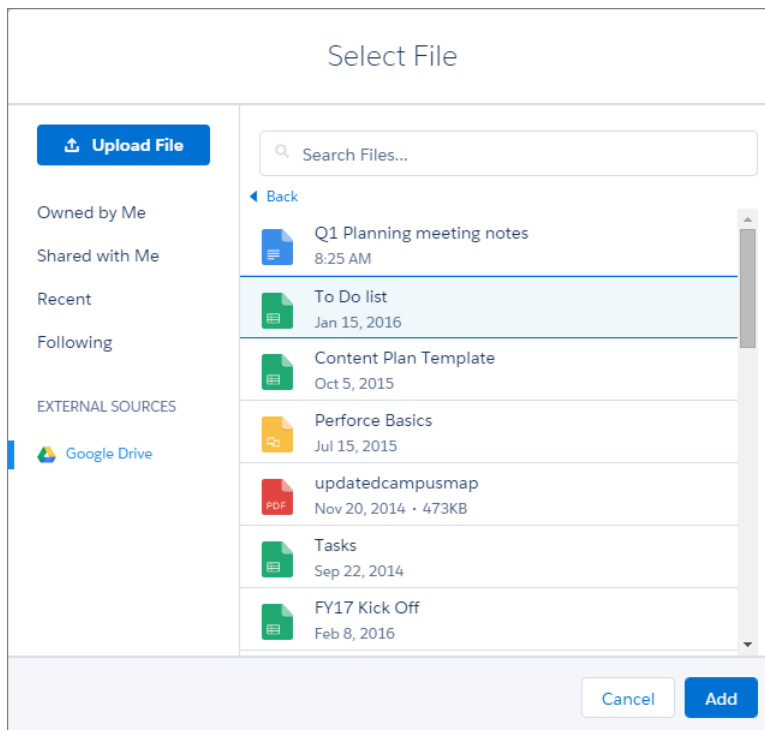 Select File
Upload File
Owned by Me
Shared with Me
Recent
Following
EXTERNAL SOURCES
Google Drive
Search Files...
Back
Q1 Planning meeting notes
8:25 AM
To Do list
Jan 15, 2016
Content Plan Template
Oct 5, 2015
Perforce Basics
Jul 15, 2015
PDF
updatedcampusmap
Nov 20, 2014 • 473KB
Tasks
Sep 22, 2014
FY17 Kick Off
Feb 8, 2016
Cancel
Add